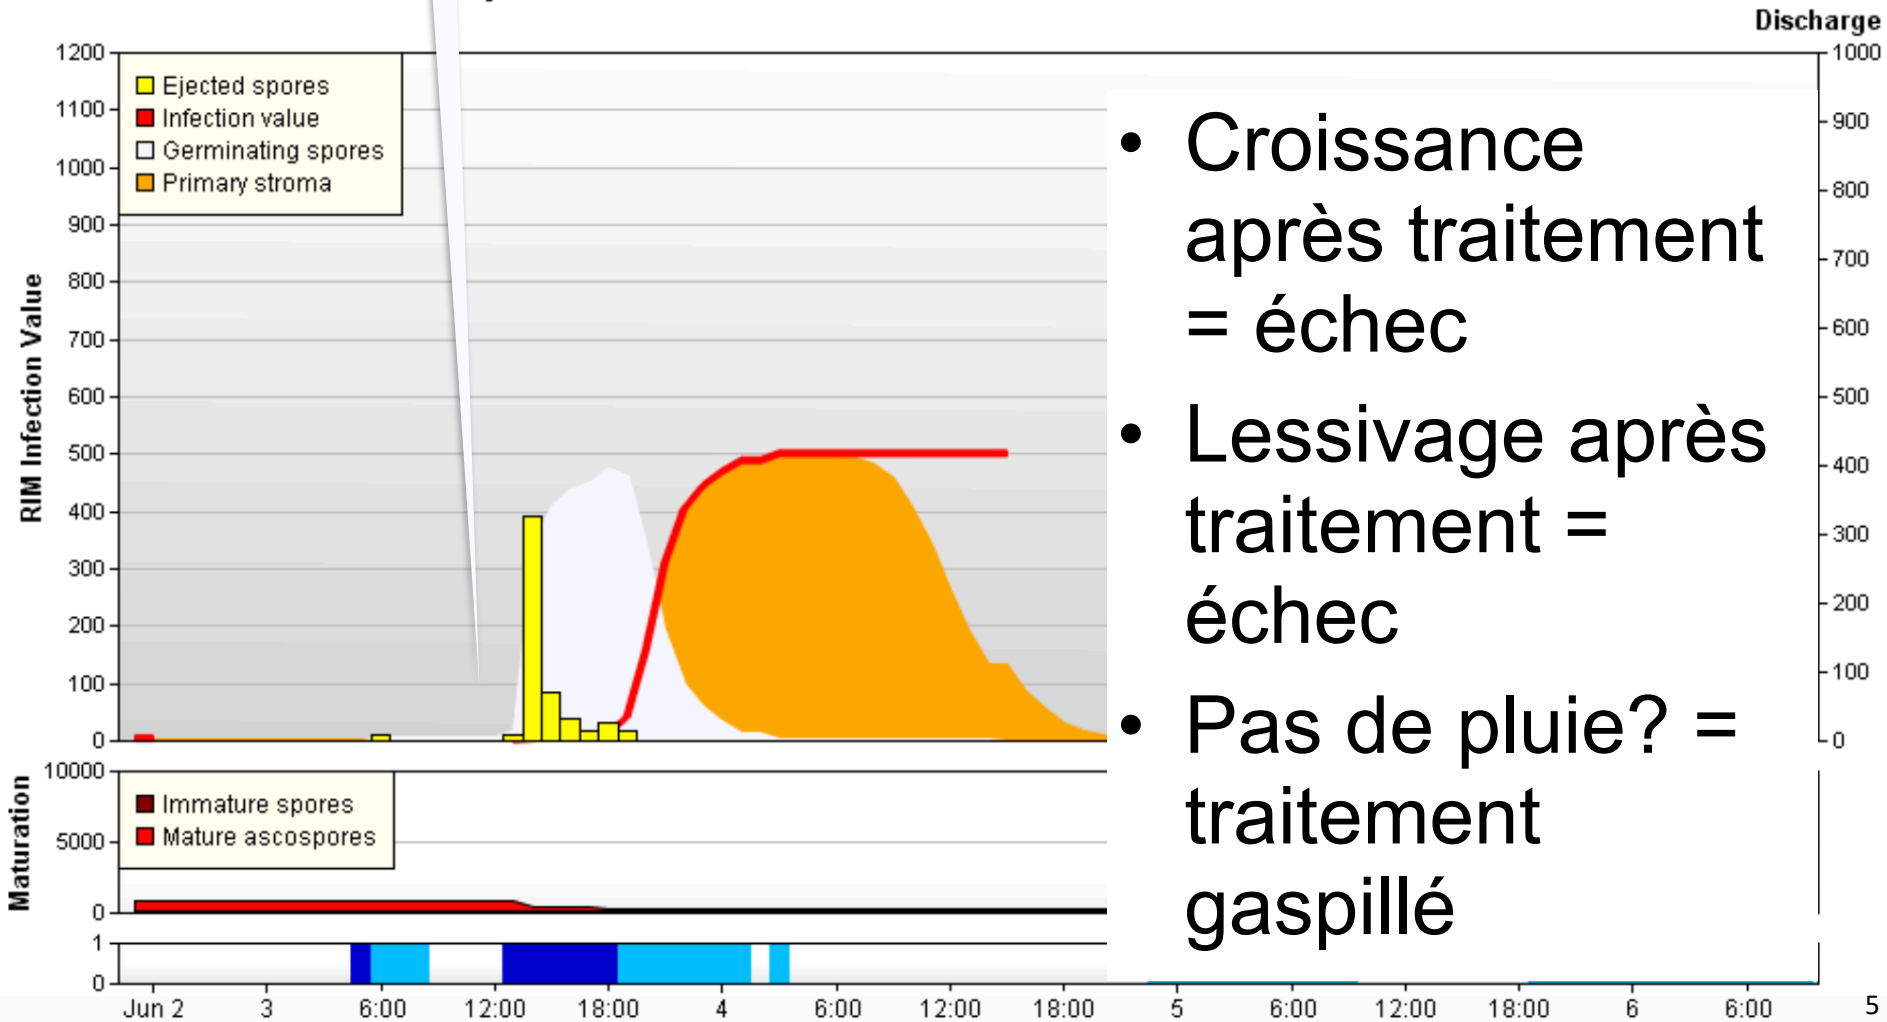 Discharge
1200
1100
1000
900
800
700
600
500
400
300
200
100
0
RIM Infection Value
Ejected spores
Infection value
Germinating spores
Primary stroma
1000
900
800
700
600
500
400
300
200
100
0
• Croissance
après traitement
= échec
• Lessivage après
traitement =
échec
• Pas de pluie? =
traitement
gaspillé
Maturation
10000
5000
0
Immature spores
Mature ascospores
1
0
Jun 2 3 6:00 12:00 18:00 4 6:00 12:00 18:00 5 6:00 12:00 18:00 6 6:00
5